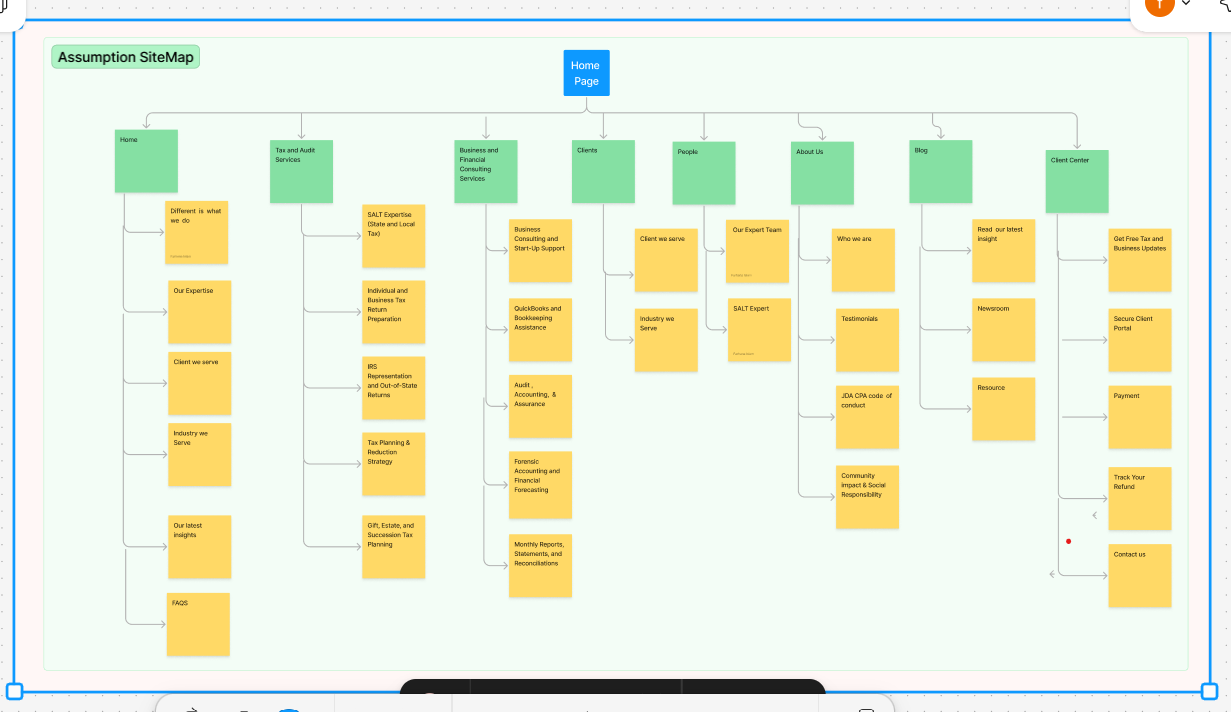 Assumption SiteMap
Home
Page
Home
Tax and Audit
Services
Business and
Financial
Consulting
Services
Clients
People
About Us
Blog
Client Center
Different is what
we do
Our Expertise
Client we serve
Industry we
Serve
Our latest
insights
FAQS
SALT Expertise
(State and Local
Tax)
Individual and
Business Tax
Return
Preparation
IRS
Representation
and Out-of-State
Returns
Tax Planning &
Reduction
Strategy
Gift, Estate, and
Succession Tax
Planning
Business
Consulting and
Start-Up Support
QuickBooks and
Bookkeeping
Assistance
Audit ,
Accounting, &
Assurance
Forensic
Accounting and
Financial
Forecasting
Monthly Reports,
Statements, and
Reconciliations
Client we serve
Industry we
Serve
Our Expert Team
SALT Expert
Who we are
Testimonials
JDA CPA code of
conduct
Community
Impact & Social
Responsibility
Read our latest
insight
Newsroom
Resource
Get Free Tax and
Business Updates
Secure Client
Portal
Payment
Track Your
Refund
Contact us